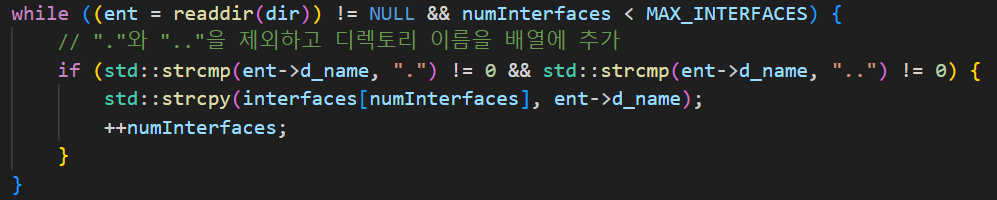 while ((ent = readdir(dir)) != NULL && numInterfaces < MAX_INTERFACES) {
    // "."와 ".."을 제외하고 디렉토리 이름을 배열에 추가
    if (std::strcmp(ent->d_name, ".") != 0 && std::strcmp(ent->d_name, "..") != 0) {
        std::strcpy(interfaces[numInterfaces], ent->d_name);
        ++numInterfaces;
    }
}